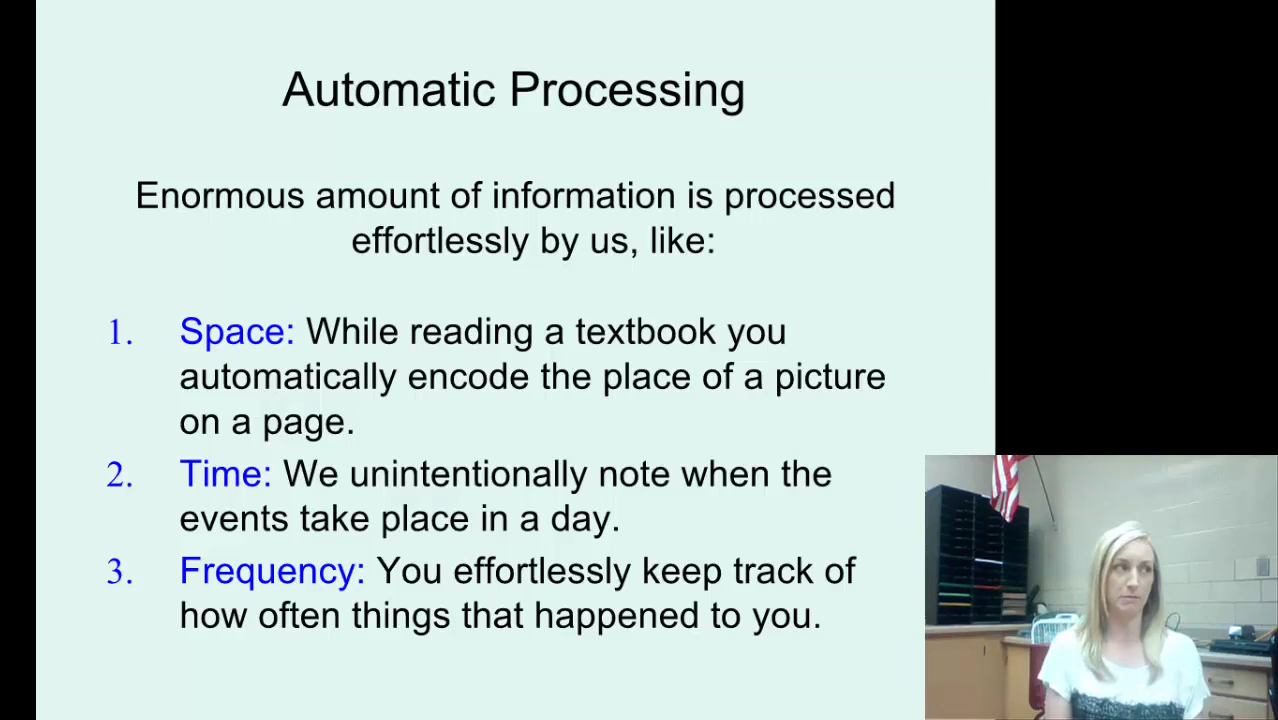 Automatic Processing
Enormous amount of information is processed
effortlessly by us, like:
1. Space: While reading a textbook you
automatically encode the place of a picture
on a page.
2. Time: We unintentionally note when the
events take place in a day.
3. Frequency: You effortlessly keep track of
how often things that happened to you.